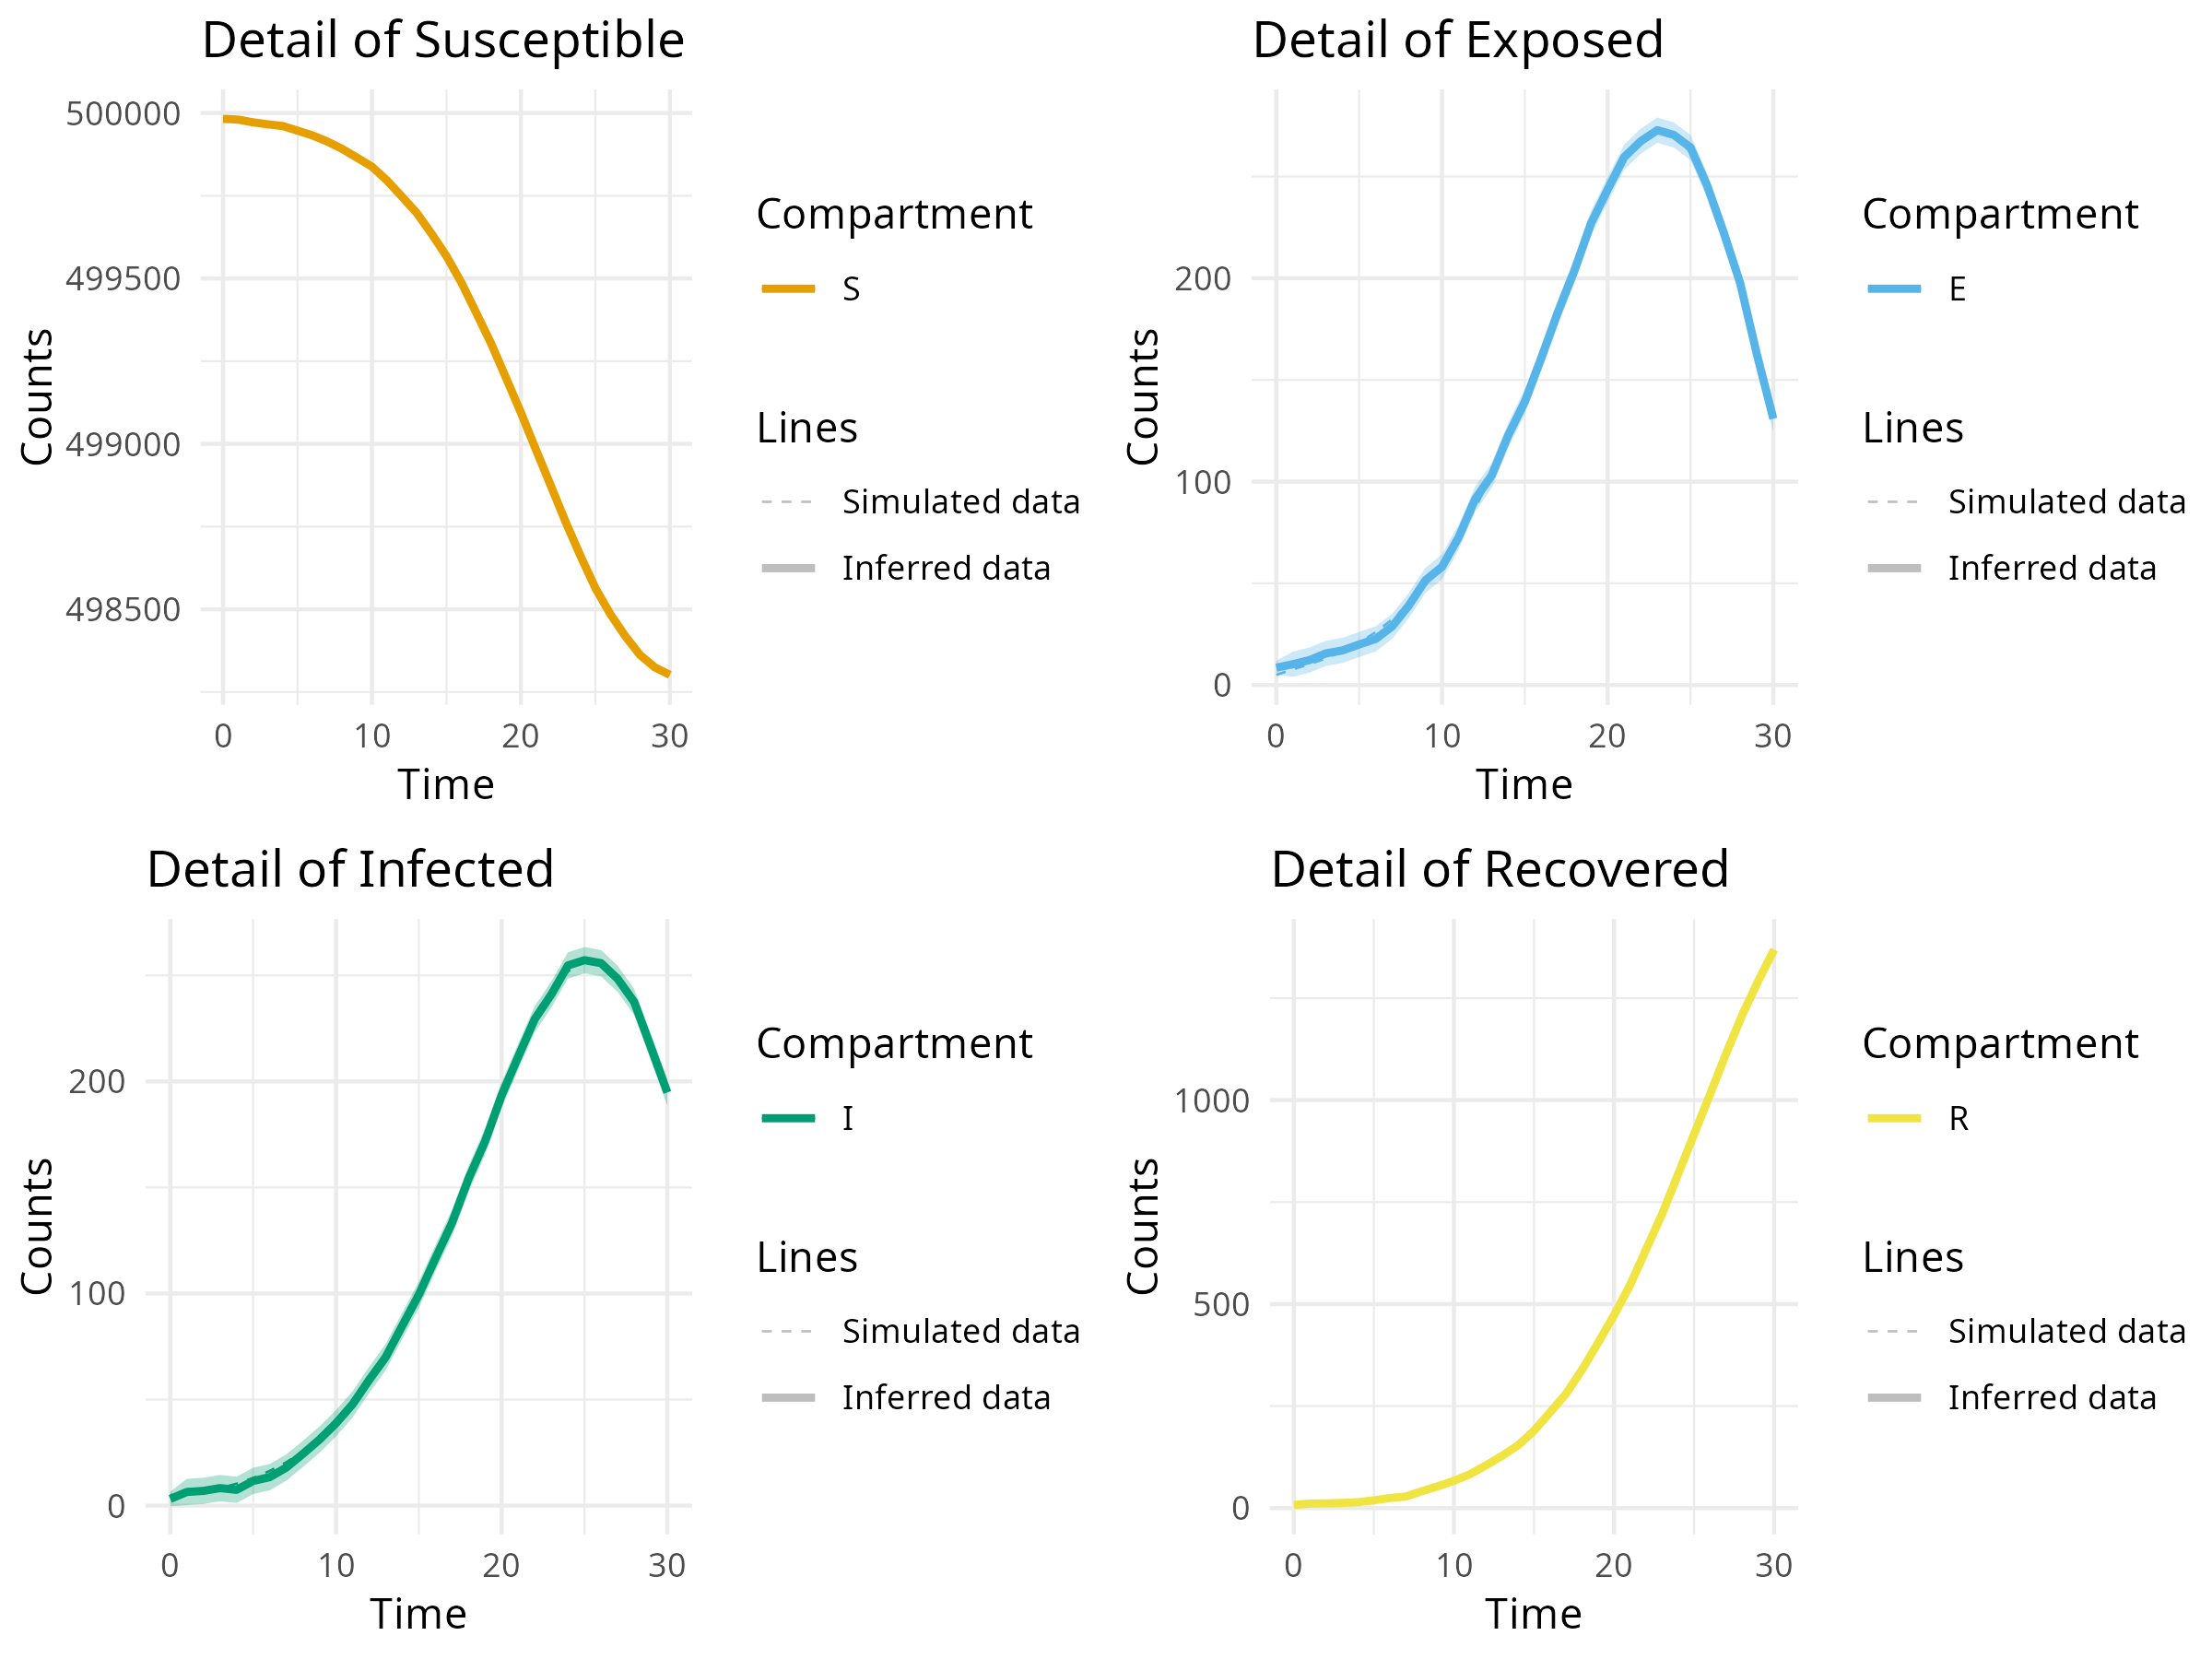 Detail of Susceptible
500000
499500
499000
498500
Counts
0 10 20 30
Time
Compartment
S
Lines
Simulated data
Inferred data
Detail of Exposed
200
100
0
Counts
0 10 20 30
Time
Compartment
E
Lines
Simulated data
Inferred data
Detail of Infected
200
100
0
Counts
0 10 20 30
Time
Compartment
I
Lines
Simulated data
Inferred data
Detail of Recovered
1000
500
0
Counts
0 10 20 30
Time
Compartment
R
Lines
Simulated data
Inferred data